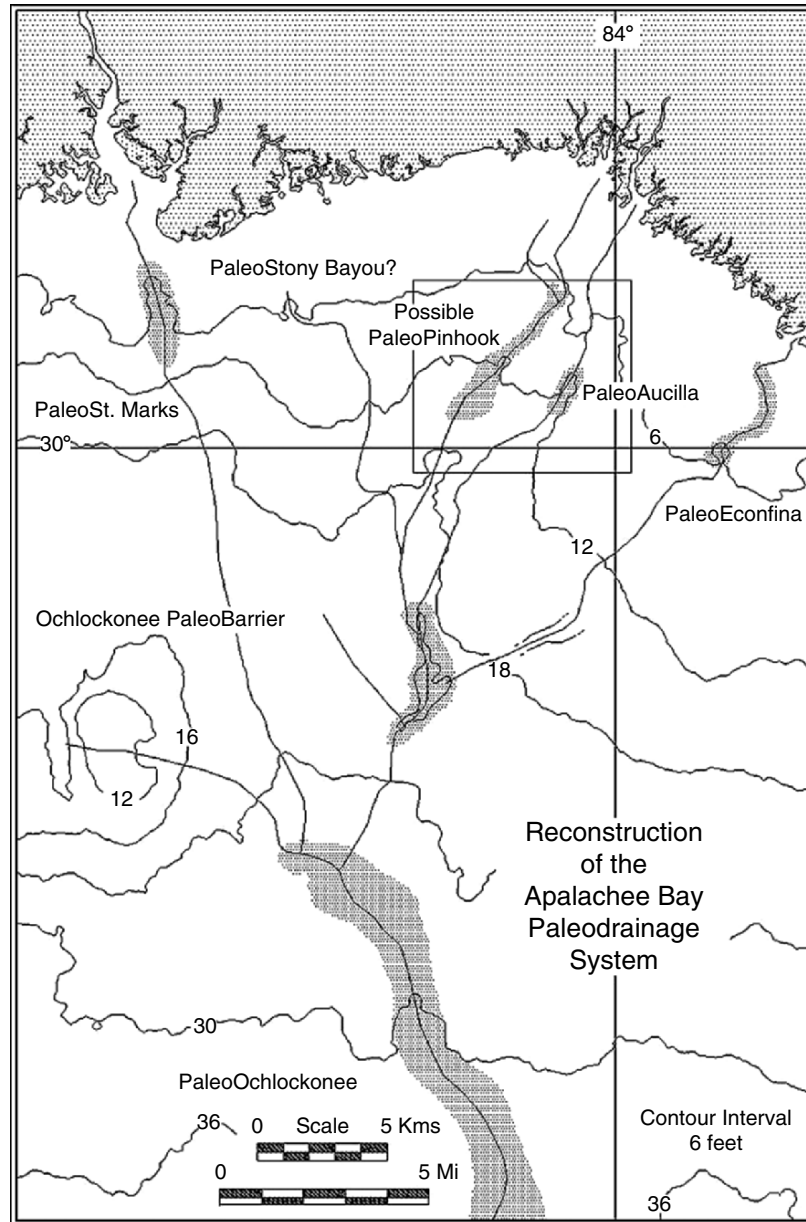 84°
PaleoStony Bayou?
Possible
PaleoPinhook
PaleoSt. Marks
PaleoAucilla
30°
6
PaleoEconfina
12
Ochlockonee PaleoBarrier
18
16
12
Reconstruction
of the
Apalachee Bay
Paleodrainage
System
30
PaleoOchlockonee
36
0 Scale 5 Kms
0 5 Mi
Contour Interval
6 feet
36